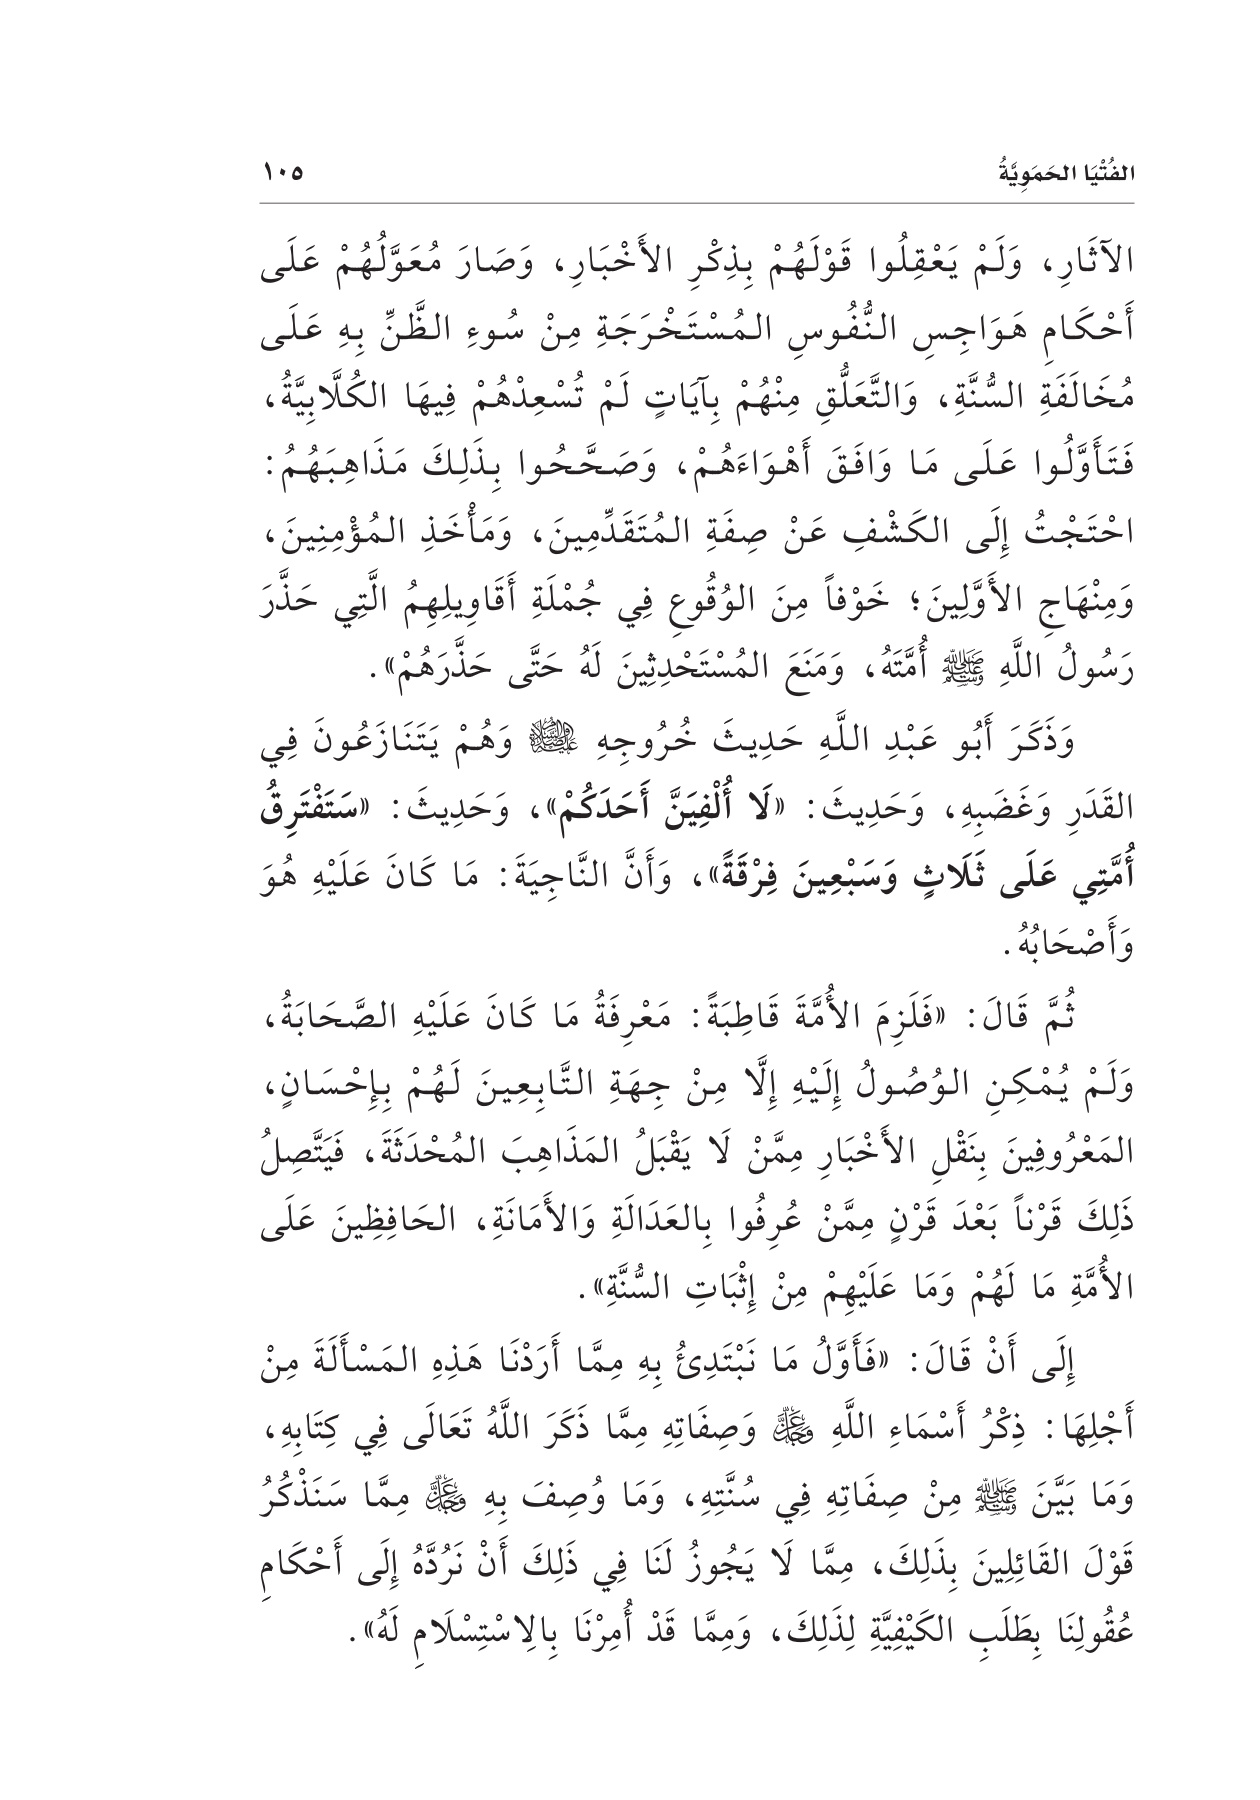 الفُتْيَا الحَمَوِيَّةُ ١٠٥
الآثَارِ، وَلَمْ يَعْقِلُوا قَوْلَهُمْ بِذِكْرِ الأَخْبَارِ، وَصَارَ مُعَوَّلُهُمْ عَلَى
أَحْكَامِ هَوَاجِسِ النُّفُوسِ المُسْتَخْرَجَةِ مِنْ سُوءِ الظَّنِّ بِهِ عَلَى
مُخَالَفَةِ السُّنَّةِ، وَالتَّعَلُّقِ مِنْهُمْ بِآيَاتٍ لَمْ تُسْعِدْهُمْ فِيهَا الكُلَّابِيَّةُ،
فَتَأَوَّلُوا عَلَى مَا وَافَقَ أَهْوَاءَهُمْ، وَصَحَّحُوا بِذَلِكَ مَذَاهِبَهُمُ:
احْتَجْتُ إِلَى الكَشْفِ عَنْ صِفَةِ المُتَقَدِّمِينَ، وَمَأْخَذِ المُؤْمِنِينَ،
وَمِنْهَاجِ الأَوَّلِينَ؛ خَوْفاً مِنَ الوُقُوعِ فِي جُمْلَةِ أَقَاوِيلِهِمُ الَّتِي حَذَّرَ
رَسُولُ اللَّهِ ﷺ أُمَّتَهُ، وَمَنَعَ المُسْتَحْدِثِينَ لَهُ حَتَّى حَذَّرَهُمْ».
وَذَكَرَ أَبُو عَبْدِ اللَّهِ حَدِيثَ خُرُوجِهِ ﵊ وَهُمْ يَتَنَازَعُونَ فِي
القَدَرِ وَغَضَبِهِ، وَحَدِيثَ: «لَا أُلْفِيَنَّ أَحَدَكُمْ»، وَحَدِيثَ: «سَتَفْتَرِقُ
أُمَّتِي عَلَى ثَلَاثٍ وَسَبْعِينَ فِرْقَةً»، وَأَنَّ النَّاجِيَةَ: مَا كَانَ عَلَيْهِ هُوَ
وَأَصْحَابُهُ.
ثُمَّ قَالَ: «فَلَزِمَ الأُمَّةَ قَاطِبَةً: مَعْرِفَةُ مَا كَانَ عَلَيْهِ الصَّحَابَةُ،
وَلَمْ يُمْكِنِ الوُصُولُ إِلَيْهِ إِلَّا مِنْ جِهَةِ التَّابِعِينَ لَهُمْ بِإِحْسَانٍ،
المَعْرُوفِينَ بِنَقْلِ الأَخْبَارِ مِمَّنْ لَا يَقْبَلُ المَذَاهِبَ المُحْدَثَةَ، فَيَتَّصِلُ
ذَلِكَ قَرْناً بَعْدَ قَرْنٍ مِمَّنْ عُرِفُوا بِالعَدَالَةِ وَالأَمَانَةِ، الحَافِظِينَ عَلَى
الأُمَّةِ مَا لَهُمْ وَمَا عَلَيْهِمْ مِنْ إِثْبَاتِ السُّنَّةِ».
إِلَى أَنْ قَالَ: «فَأَوَّلُ مَا نَبْتَدِئُ بِهِ مِمَّا أَرَدْنَا هَذِهِ المَسْأَلَةَ مِنْ
أَجْلِهَا: ذِكْرُ أَسْمَاءِ اللَّهِ ﷿ وَصِفَاتِهِ مِمَّا ذَكَرَ اللَّهُ تَعَالَى فِي كِتَابِهِ،
وَمَا بَيَّنَ ﷺ مِنْ صِفَاتِهِ فِي سُنَّتِهِ، وَمَا وُصِفَ بِهِ ﷿ مِمَّا سَنَذْكُرُ
قَوْلَ القَائِلِينَ بِذَلِكَ، مِمَّا لَا يَجُوزُ لَنَا فِي ذَلِكَ أَنْ نَرُدَّهُ إِلَى أَحْكَامِ
عُقُولِنَا بِطَلَبِ الكَيْفِيَّةِ لِذَلِكَ، وَمِمَّا قَدْ أُمِرْنَا بِالِاسْتِسْلَامِ لَهُ».